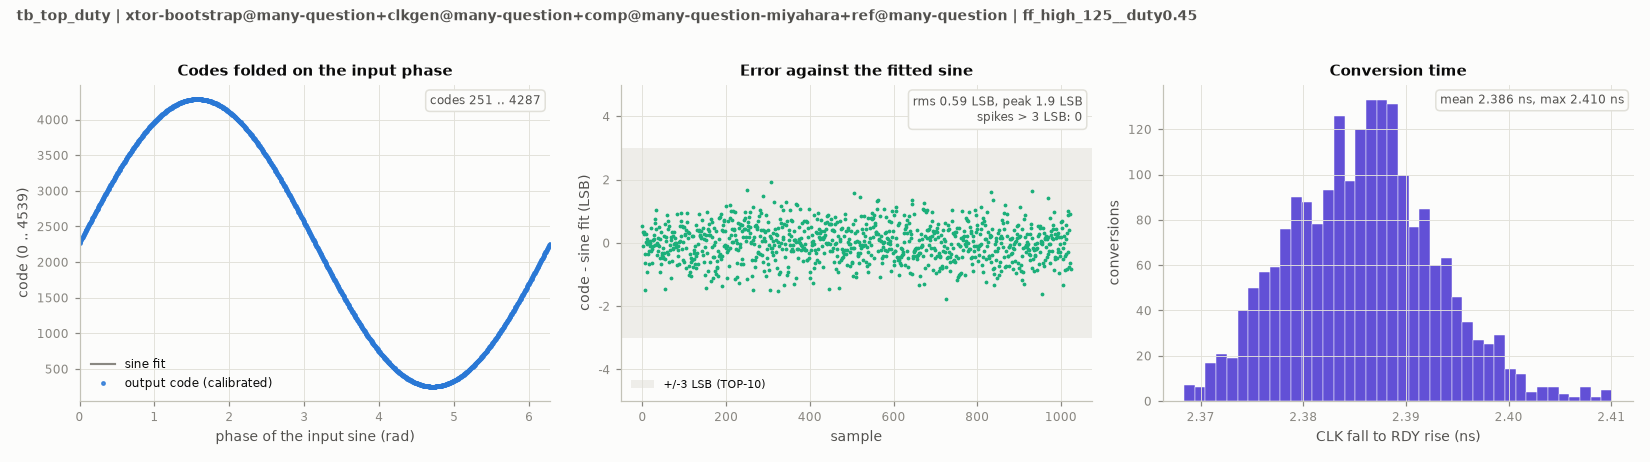 tb_top_duty | xtor-bootstrap@many-question+clkgen@many-question+comp@many-question-miyahara+ref@many-question | ff_high_125__duty0.45
Codes folded on the input phase
codes 251 .. 4287
code (0 .. 4539)
4000
3500
3000
2500
2000
1500
1000
500
sine fit
output code (calibrated)
0 1 2 3 4 5 6
phase of the input sine (rad)
Error against the fitted sine
rms 0.59 LSB, peak 1.9 LSB
spikes > 3 LSB: 0
code - sine fit (LSB)
4
2
0
-2
-4
+/-3 LSB (TOP-10)
0 200 400 600 800 1000
sample
Conversion time
mean 2.386 ns, max 2.410 ns
conversions
120
100
80
60
40
20
0
2.37 2.38 2.39 2.40 2.41
CLK fall to RDY rise (ns)